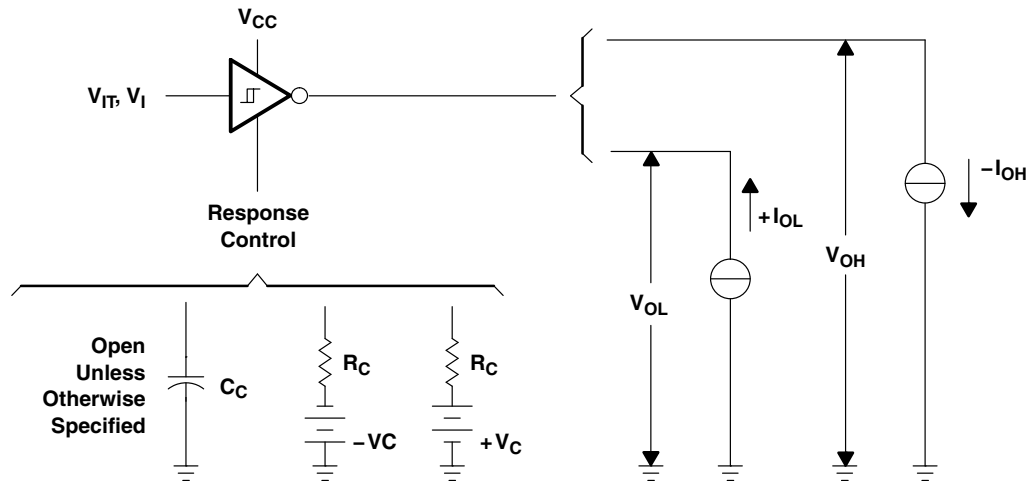 VCC
VIT, VI
Response
Control
−IOH
+IOL
VOH
VOL
Open
Unless
Otherwise
Specified
CC
RC
−VC
RC
+VC